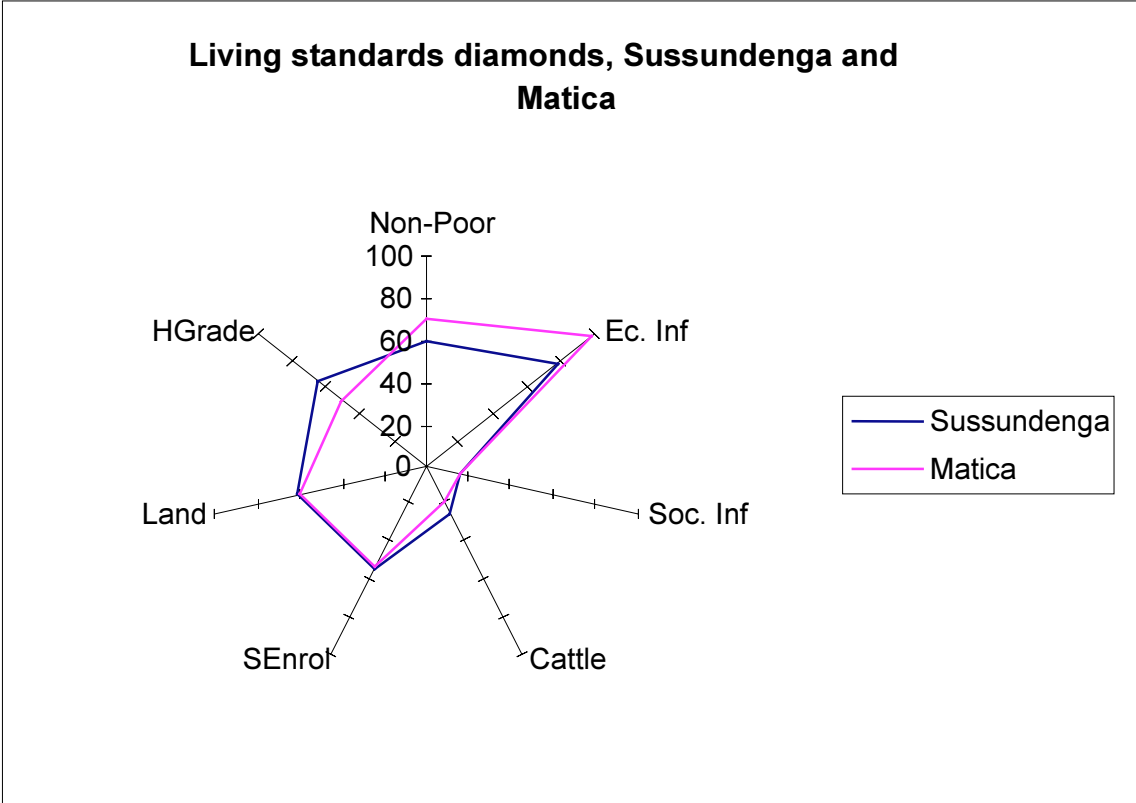 Living standards diamonds, Sussundenga and
Matica
Non-Poor
100
80
60
40
20
0
HGrade
Ec. Inf
Land
Soc. Inf
SEnrol
Cattle
Sussundenga
Matica